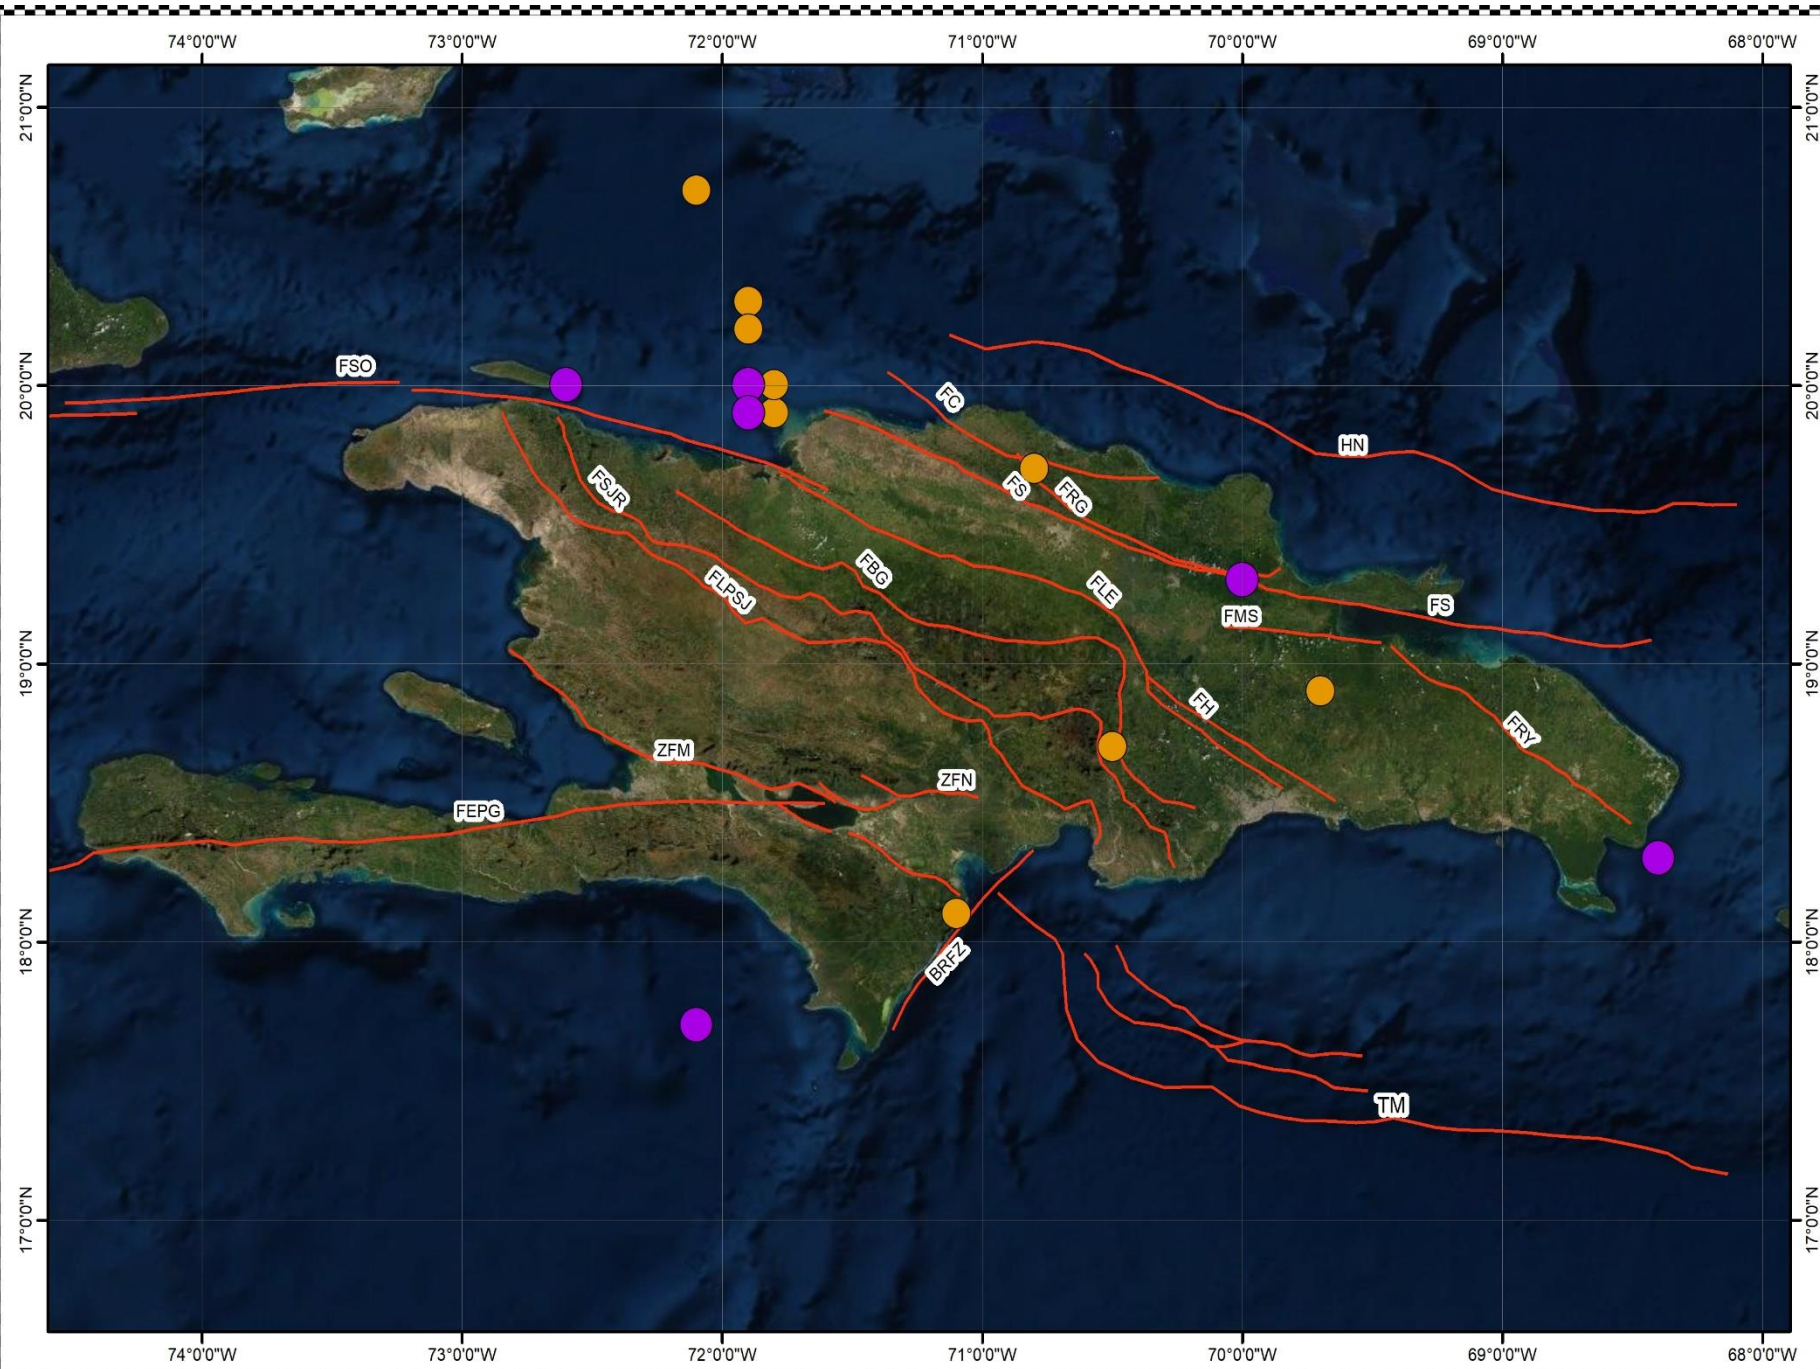 74°0'0"W 73°0'0"W 72°0'0"W 71°0'0"W 70°0'0"W 69°0'0"W 68°0'0"W
21°0'0"N 21°0'0"N
FSO
20°0'0"N 20°0'0"N
FC
HN
FSJR
FS
FRG
FBG
FLPSJ
FLE
FS
FMS
19°0'0"N 19°0'0"N
FH
FRY
ZFM
ZFN
FEPG
18°0'0"N 18°0'0"N
BRFZ
TM
17°0'0"N 17°0'0"N
74°0'0"W 73°0'0"W 72°0'0"W 71°0'0"W 70°0'0"W 69°0'0"W 68°0'0"W